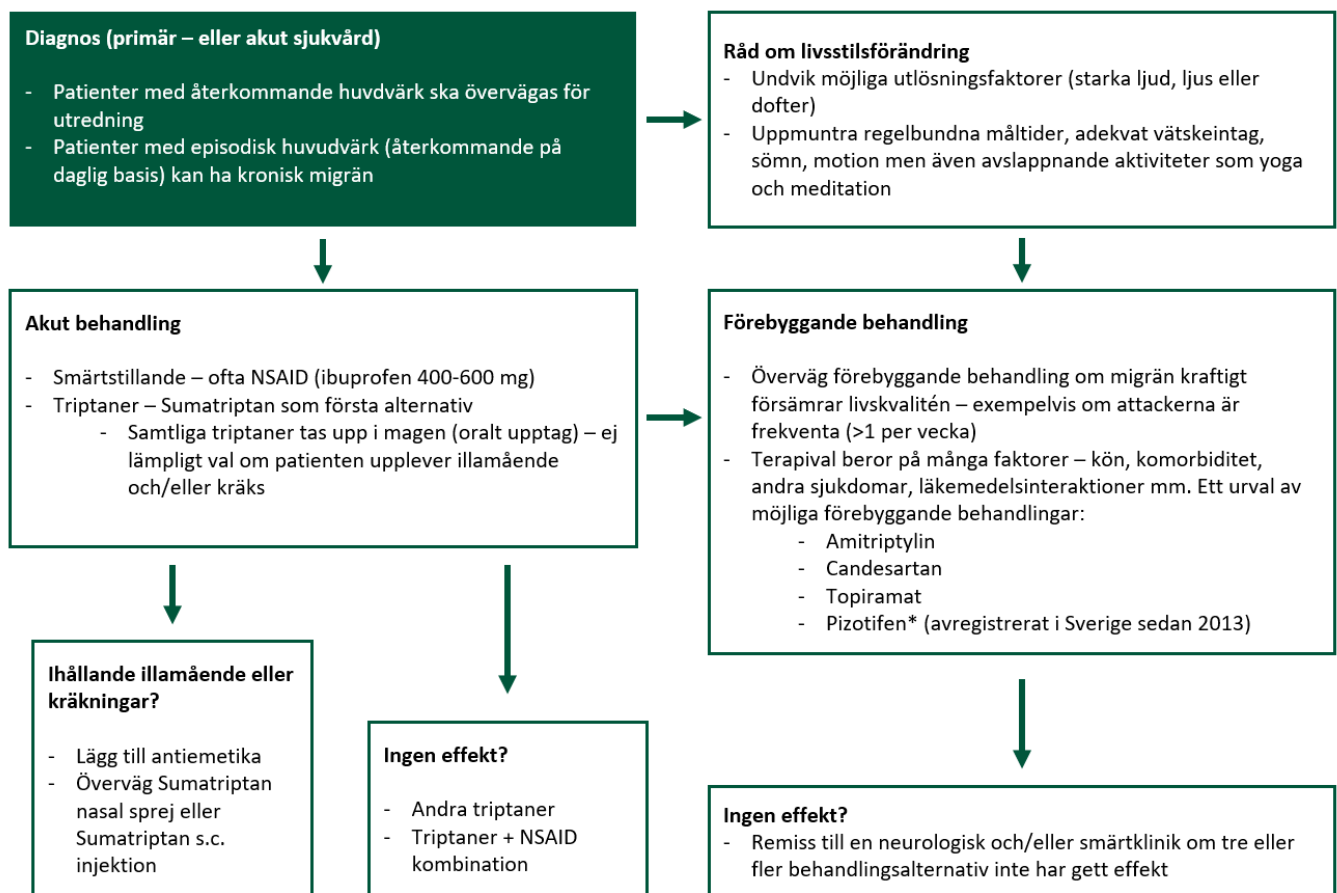 Diagnos (primär – eller akut sjukvård)
- Patienter med återkommande huvdvärk ska övervägas för
utredning
- Patienter med episodisk huvudvärk (återkommande på
daglig basis) kan ha kronisk migrän
Råd om livsstilsförändring
- Undvik möjliga utlösningsfaktorer (starka ljud, ljus eller
dofter)
- Uppmuntra regelbundna måltider, adekvat vätskeintag,
sömn, motion men även avslappnande aktiviteter som yoga
och meditation
Akut behandling
- Smärtstillande – ofta NSAID (ibuprofen 400-600 mg)
- Triptaner – Sumatriptan som första alternativ
- Samtliga triptaner tas upp i magen (oralt upptag) – ej
lämpligt val om patienten upplever illamående
och/eller kräks
Förebyggande behandling
- Överväg förebyggande behandling om migrän kraftigt
försämrar livskvalitén – exempelvis om attackerna är
frekventa (>1 per vecka)
- Terapival beror på många faktorer – kön, komorbiditet,
andra sjukdomar, läkemedelsinteraktioner mm. Ett urval av
möjliga förebyggande behandlingar:
- Amitriptylin
- Candesartan
- Topiramat
- Pizotifen* (avregistrerat i Sverige sedan 2013)
Ihållande illamående eller
kräkningar?
- Lägg till antiemetika
- Överväg Sumatriptan
nasal sprej eller
Sumatriptan s.c.
injektion
Ingen effekt?
- Andra triptaner
- Triptaner + NSAID
kombination
Ingen effekt?
- Remiss till en neurologisk och/eller smärtklinik om tre eller
fler behandlingsalternativ inte har gett effekt